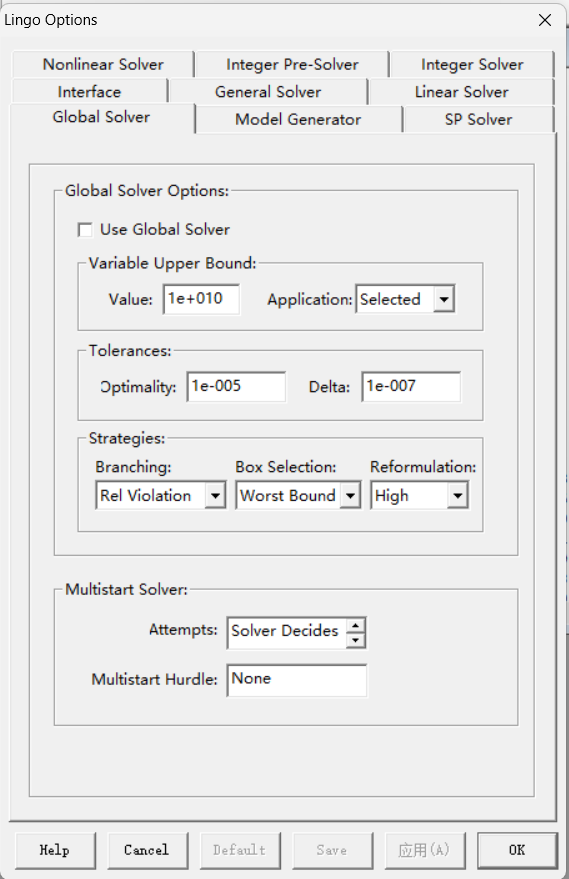 Lingo Options
Nonlinear Solver Integer Pre-Solver Integer Solver
Interface General Solver Linear Solver
Global Solver Model Generator SP Solver
Global Solver Options:
Use Global Solver
Variable Upper Bound:
Value: 1e+010 Application: Selected
Tolerances:
Optimality: 1e-005 Delta: 1e-007
Strategies:
Branching: Box Selection: Reformulation:
Rel Violation Worst Bound High
Multistart Solver:
Attempts: Solver Decides
Multistart Hurdle: None
Help Cancel Default Save 应用(A) OK